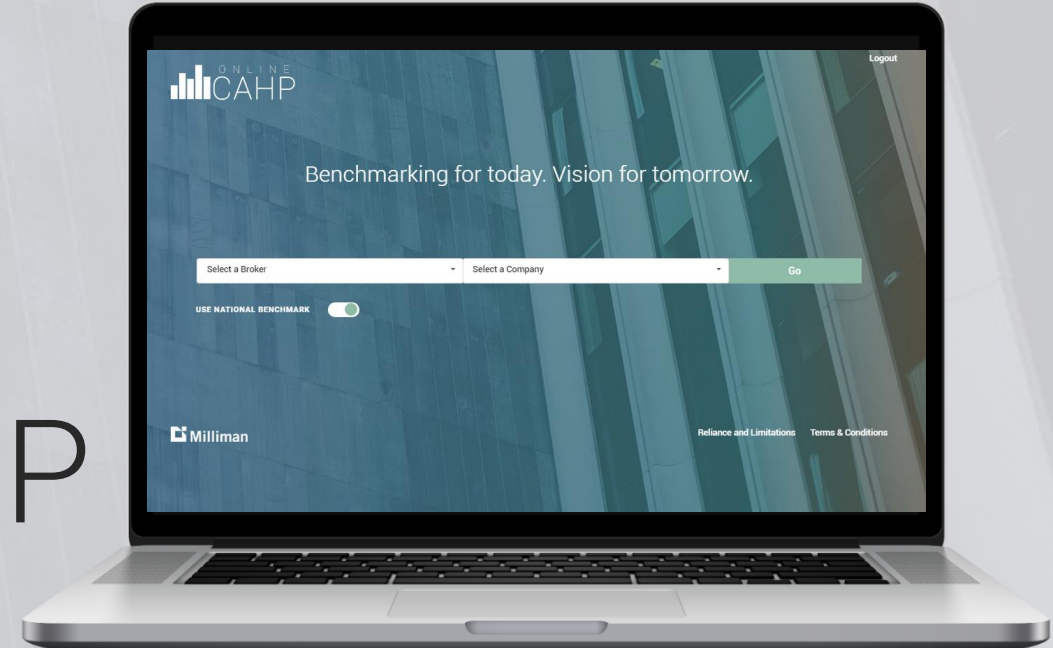 ONLINE
CAHP
Logout
Benchmarking for today. Vision for tomorrow.
Select a Broker
Select a Company
Go
USE NATIONAL BENCHMARK
P
Milliman
Reliance and Limitations
Terms & Conditions